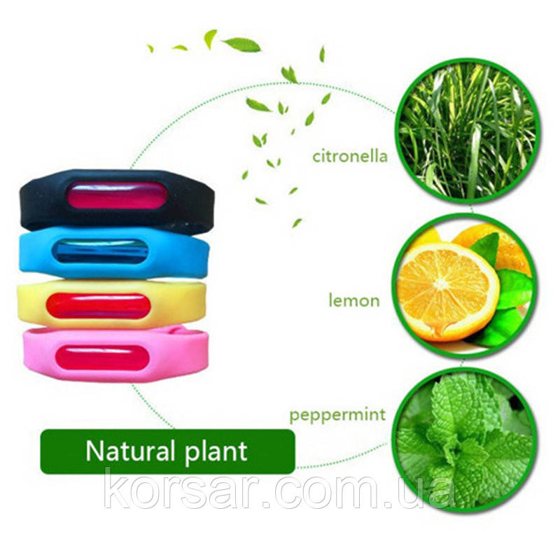 citronella
lemon
peppermint
Natural plant
korsar.com.ua